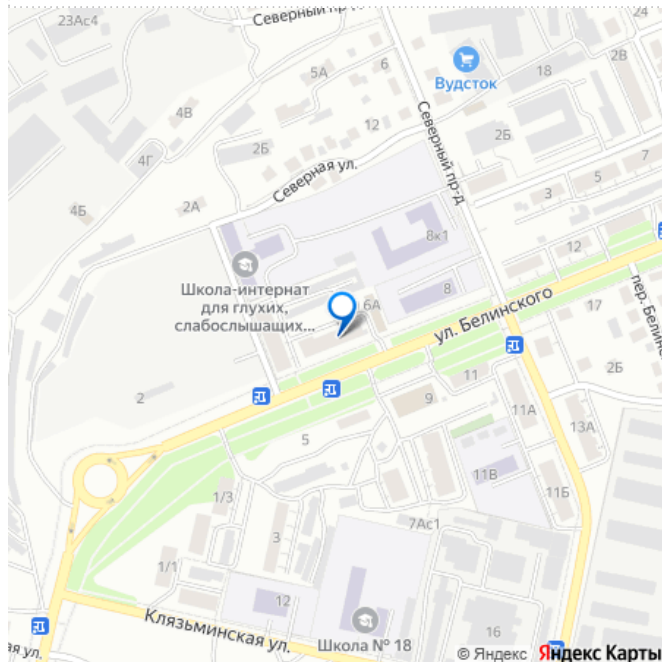 23Ас1
Северный пр-д
24
2В
Вудсток
18
5А
6
4В
12
2Б
4Г
Северная ул.
Северный пр-д
2Б
7
5
3
4Б
2А
8к1
12
Школа-интернат
для глухих,
слабослышащих...
8
6А
ул. Белинского
17
пер. Белин
2
11
9
2Б
5
11А
13А
11В
11Б
1/3
3
7Ас1
1/1
12
Клязьминская ул.
Школа № 18
16
ая ул.
© Яндекс Яндекс Карты